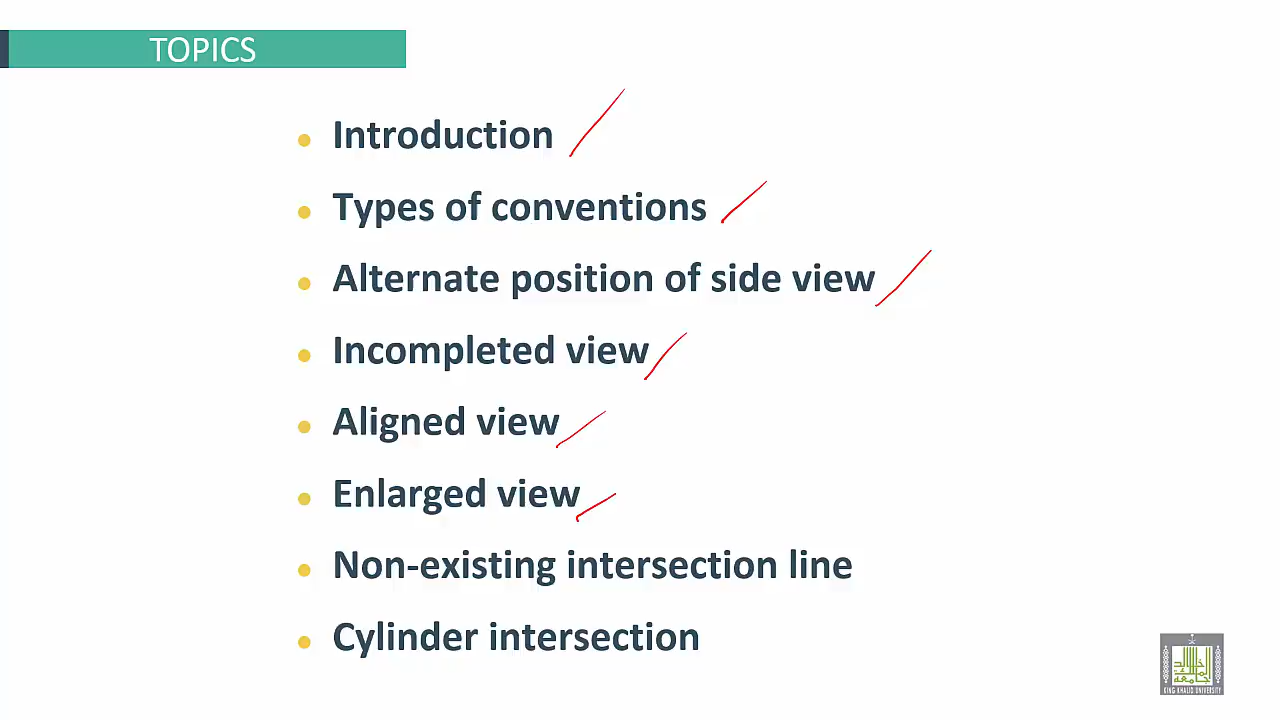 TOPICS
Introduction
Types of conventions
Alternate position of side view
Incompleted view
Aligned view
Enlarged view
Non-existing intersection line
Cylinder intersection
KING KHALID UNIVERSITY